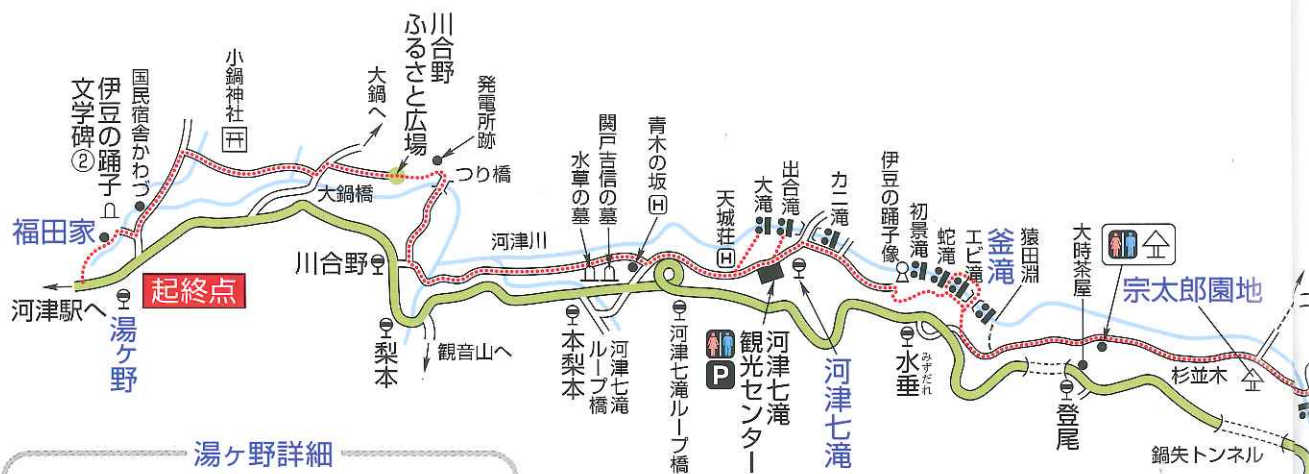 国民宿舎かわづ
伊豆の踊子
文学碑②
小鍋神社
大鍋へ
川合野
ふるさと広場
発電所跡
つり橋
大鍋橋
福田家
起終点
河津駅へ
湯ヶ野
川合野
梨本
観音山へ
河津川
水草の墓
関戸吉信の墓
青木の坂
H
本梨本
河津七滝
ループ橋
河津七滝ループ橋
天城荘
H
大滝
出合滝
カニ滝
P
河津七滝
観光センター
河津七滝
伊豆の踊子像
初景滝
蛇滝
エビ滝
釜滝
猿田淵
水垂
みずだれ
大時茶屋
宗太郎園地
登尾
杉並木
鍋失トンネル
湯ヶ野詳細